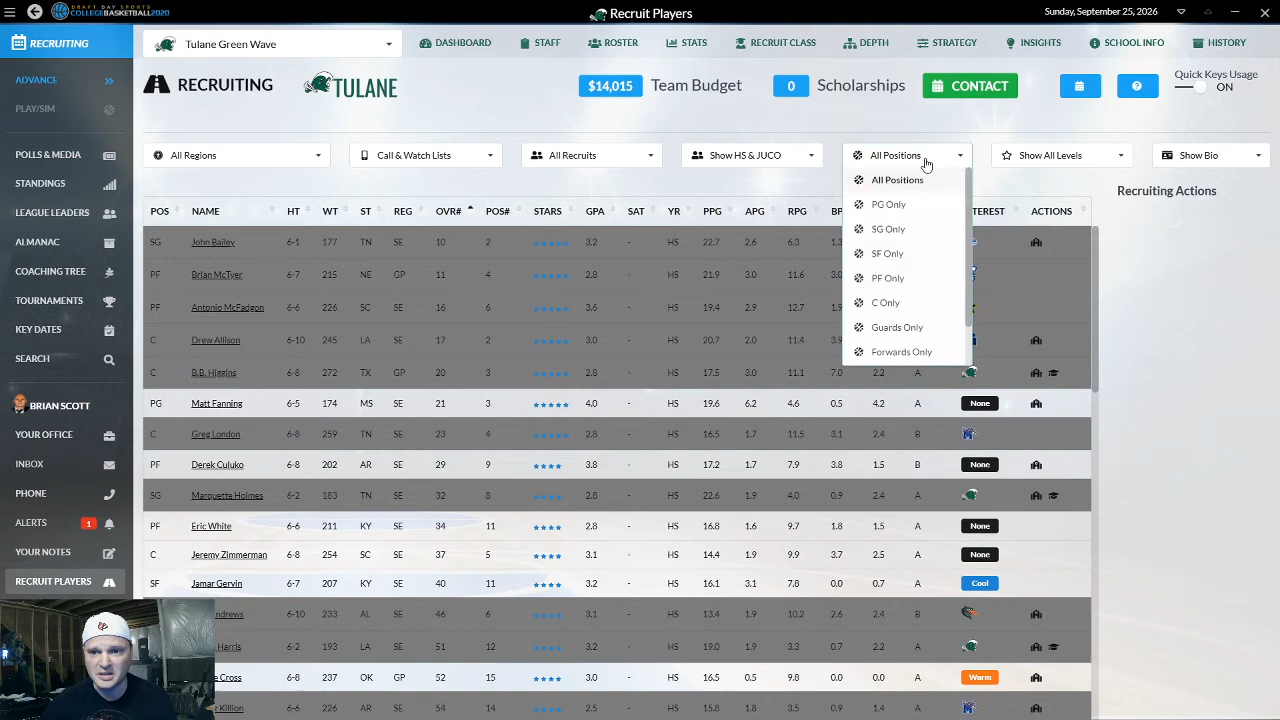 DRAFT DAY SPORTS
COLLEGE BASKETBALL 2020
Recruit Players
Sunday, September 25, 2026
RECRUITING
Tulane Green Wave
DASHBOARD
STAFF
ROSTER
STATS
RECRUIT CLASS
DEPTH
STRATEGY
INSIGHTS
SCHOOL INFO
HISTORY
ADVANCE
PLAY/SIM
POLLS & MEDIA
STANDINGS
LEAGUE LEADERS
ALMANAC
COACHING TREE
TOURNAMENTS
KEY DATES
SEARCH
BRIAN SCOTT
YOUR OFFICE
INBOX
PHONE
ALERTS 1
YOUR NOTES
RECRUIT PLAYERS
RECRUITING
TULANE
$14,015 Team Budget
0 Scholarships
CONTACT
Quick Keys Usage
ON
All Regions
Call & Watch Lists
All Recruits
Show HS & JUCO
All Positions
Show All Levels
Show Bio
All Positions
PG Only
SG Only
SF Only
PF Only
C Only
Guards Only
Forwards Only
Recruiting Actions
POS NAME HT WT ST REG OVR# POS# STARS GPA SAT YR PPG APG RPG BP TEREST ACTIONS
SG John Bailey 6-1 177 TN SE 10 2 3.2 - HS 22.7 2.6 6.3 1.
PF Brian McTyer 6-7 215 NE GP 11 4 2.8 - HS 21.9 3.0 11.6 3.0
PF Antonio McFadgon 6-6 226 SC SE 16 6 3.6 - HS 19.4 2.9 12.7 1.9
C Drew Allison 6-10 245 LA SE 17 2 3.0 - HS 20.7 2.0 11.4 3.
C B.B. Higgins 6-8 272 TX GP 20 3 2.8 - HS 17.5 3.0 11.1 7.0 2.2 A
PG Matt Fanning 6-5 174 MS SE 21 3 4.0 - HS 19.6 6.2 4.6 0.5 4.2 A None
C Greg London 6-8 259 TN SE 23 4 2.8 - HS 16.5 1.7 11.5 3.1 2.4 B
PF Derek Culuko 6-8 202 AR SE 29 9 3.8 - HS 17.2 1.7 7.9 3.8 1.5 B None
SG Marquette Holmes 6-2 183 TN SE 32 8 2.8 - HS 22.6 1.9 4.0 0.9 2.4 A
PF Eric White 6-6 211 KY SE 34 11 2.8 - HS 16.8 1.6 8.2 1.8 1.5 A None
C Jeremy Zimmerman 6-8 254 SC SE 37 5 3.1 - HS 14.4 1.9 9.9 3.7 2.5 A None
SF Jamar Gervin 6-7 207 KY SE 40 11 3.2 - HS 16.1 3.1 7.8 0.0 0.7 A Cool
ndrews 6-10 233 AL SE 46 6 3.1 - HS 13.4 1.9 10.2 2.6 2.4 B
Harris 6-2 193 LA SE 51 12 3.2 - HS 19.0 1.9 3.3 0.7 2.2 A
Cross 6-3 237 OK GP 52 15 3.0 - HS 16.5 0.5 9.8 0.0 0.0 A Warm
Killion 6-6 226 AR SE 54 14 2.5 - HS 15.8 1.8 8.4 3.5 0.9 A